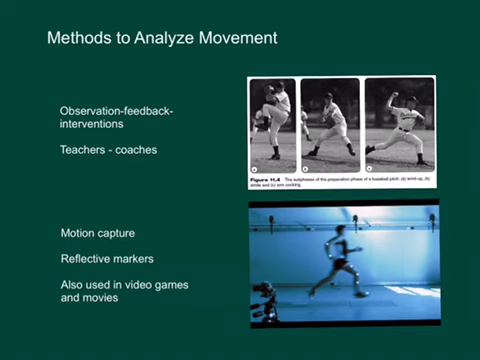 Methods to Analyze Movement
Observation-feedback-
interventions
Teachers - coaches
Figure 11.4 The subphases of the preparation phase of a baseball pitch: (a) wind-up, (b)
stride and (c) arm cocking.
Motion capture
Reflective markers
Also used in video games
and movies